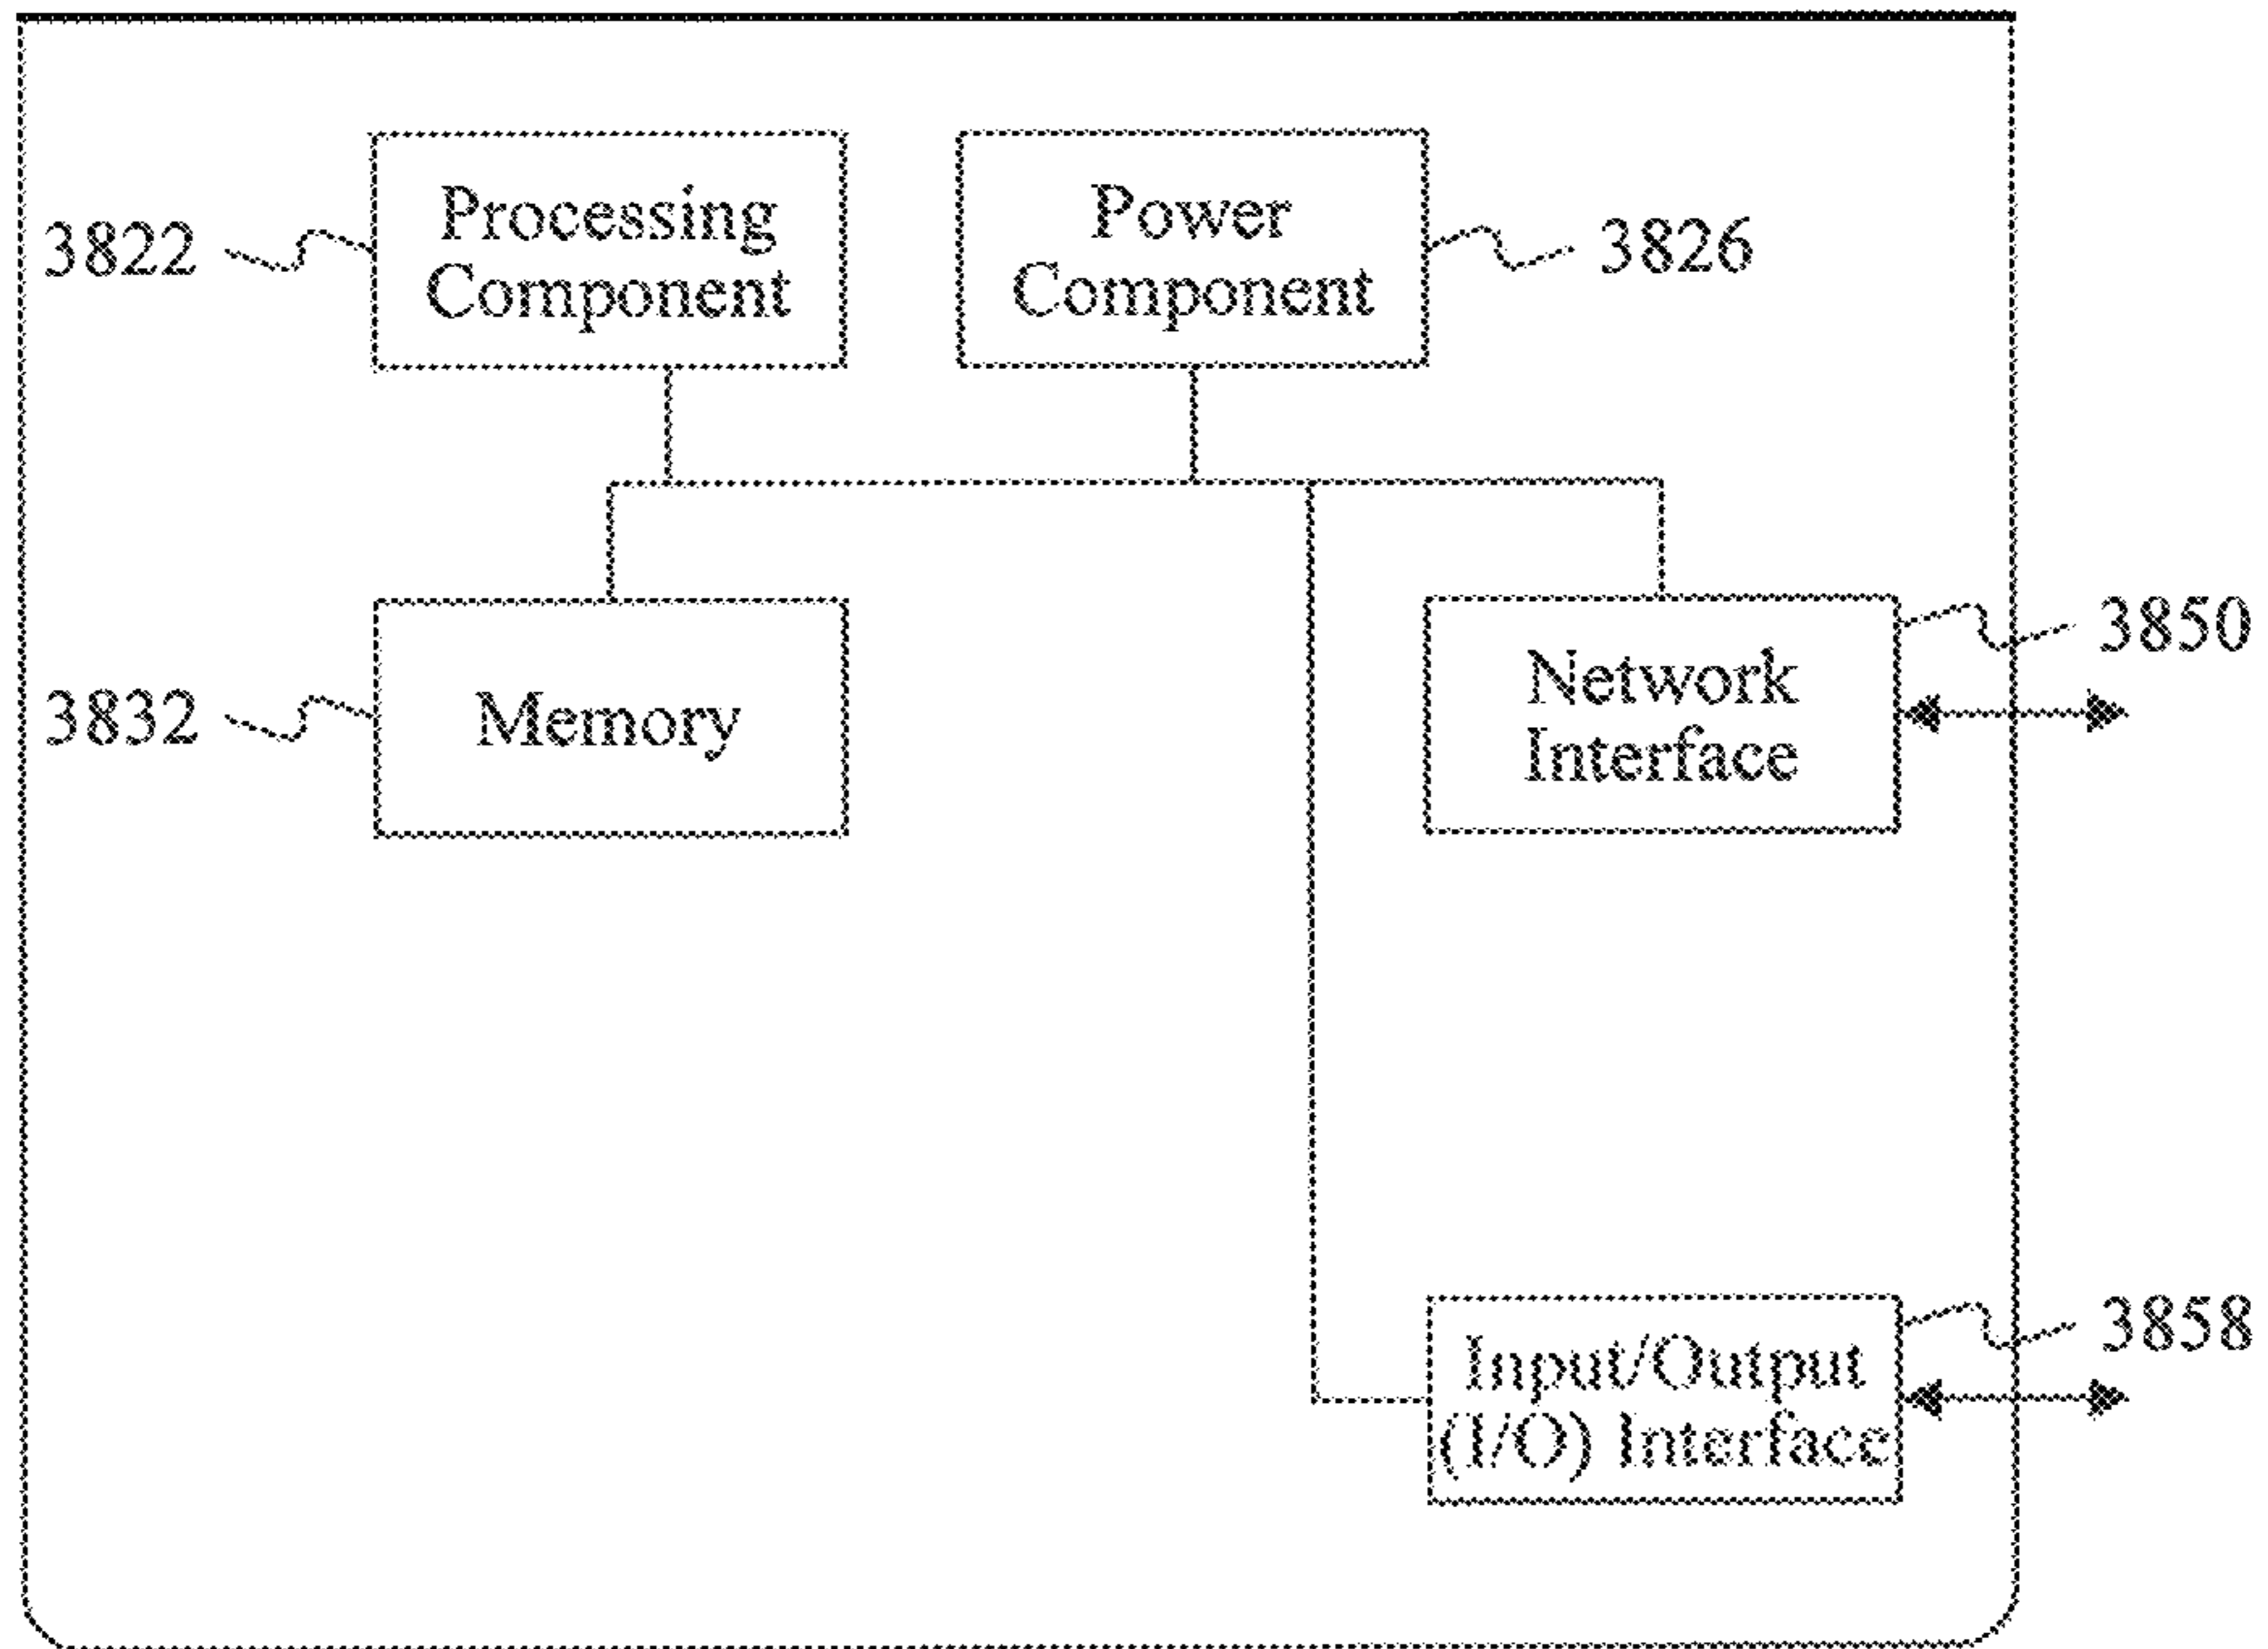 3822
Processing
Component
Power
Component
3826
3832
Memory
Network
Interface
3850
Input/Output
(I/O) Interface
3858